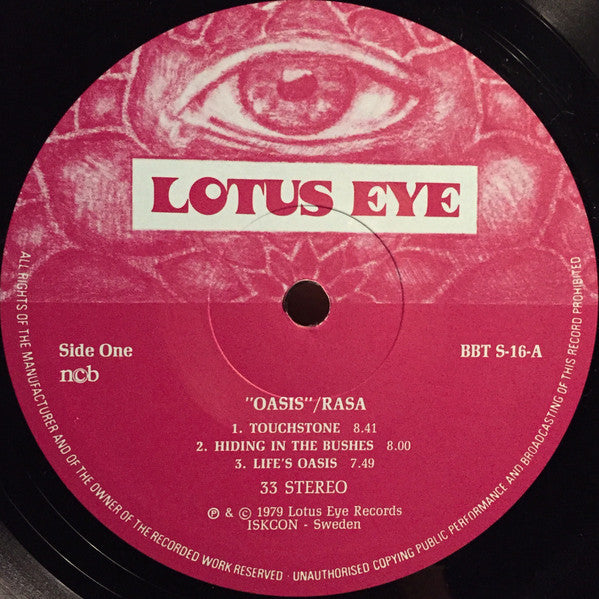 LOTUS EYE
Side One
ncb
BBT S-16-A
"OASIS"/RASA
1. TOUCHSTONE 8.41
2. HIDING IN THE BUSHES 8.00
3. LIFE'S OASIS 7.49
33 STEREO
℗ & © 1979 Lotus Eye Records
ISKCON - Sweden
ALL RIGHTS OF THE MANUFACTURER AND OF THE OWNER OF THE RECORDED WORK RESERVED · UNAUTHORISED COPYING PUBLIC PERFORMANCE AND BROADCASTING OF THIS RECORD PROHIBITED